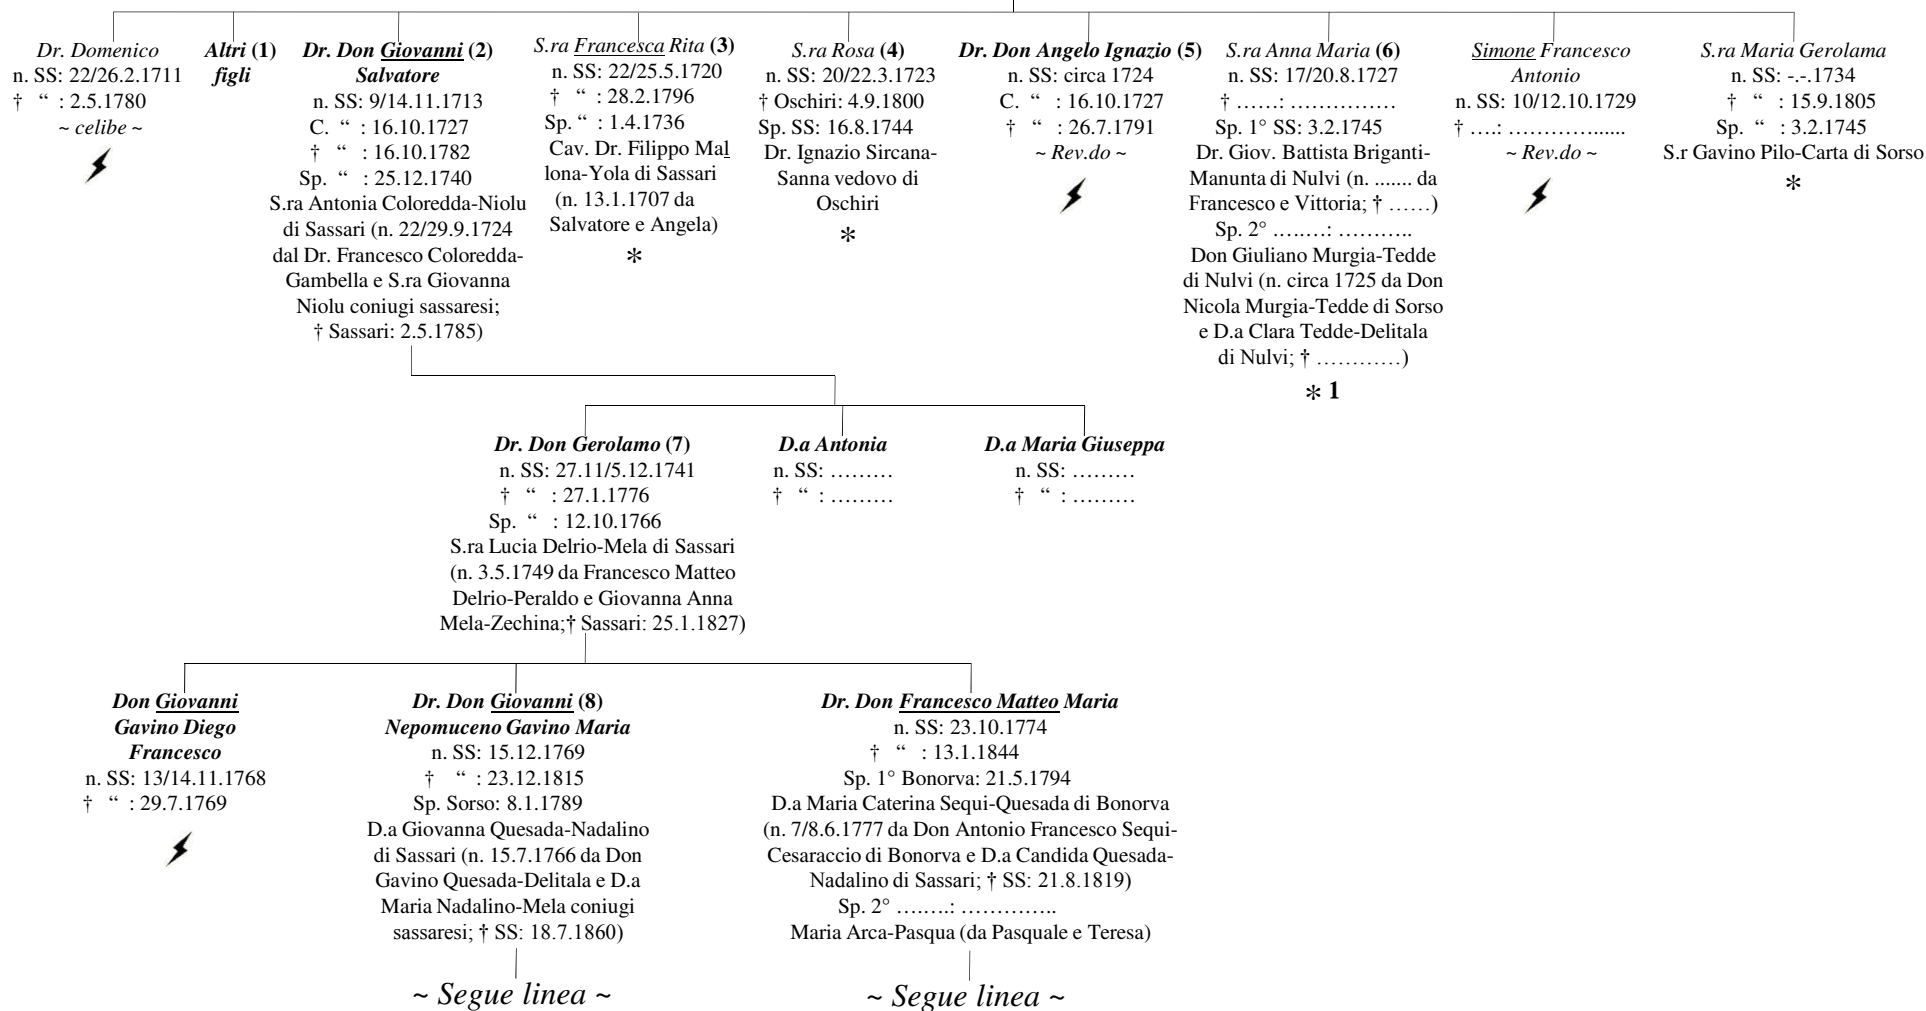 Dr. Domenico
n. SS: 22/26.2.1711
† “ : 2.5.1780
~ celibe ~
Altri (1)
figli
Dr. Don Giovanni (2)
Salvatore
n. SS: 9/14.11.1713
C. “ : 16.10.1727
† “ : 16.10.1782
Sp. “ : 25.12.1740
S.ra Antonia Coloredda-Niolu
di Sassari (n. 22/29.9.1724
dal Dr. Francesco Coloredda-
Gambella e S.ra Giovanna
Niolu coniugi sassaresi;
† Sassari: 2.5.1785)
S.ra Francesca Rita (3)
n. SS: 22/25.5.1720
† “ : 28.2.1796
Sp. “ : 1.4.1736
Cav. Dr. Filippo Mal
lona-Yola di Sassari
(n. 13.1.1707 da
Salvatore e Angela)
*
S.ra Rosa (4)
n. SS: 20/22.3.1723
† Oschiri: 4.9.1800
Sp. SS: 16.8.1744
Dr. Ignazio Sircana-
Sanna vedovo di
Oschiri
*
Dr. Don Angelo Ignazio (5)
n. SS: circa 1724
C. “ : 16.10.1727
† “ : 26.7.1791
~ Rev.do ~
S.ra Anna Maria (6)
n. SS: 17/20.8.1727
† ……: ……………
Sp. 1° SS: 3.2.1745
Dr. Giov. Battista Briganti-
Manunta di Nulvi (n. ....... da
Francesco e Vittoria; † ……)
Sp. 2° ….…: ………..
Don Giuliano Murgia-Tedde
di Nulvi (n. circa 1725 da Don
Nicola Murgia-Tedde di Sorso
e D.a Clara Tedde-Delitala
di Nulvi; † …………)
* 1
Simone Francesco
Antonio
n. SS: 10/12.10.1729
† ….: …………......
~ Rev.do ~
S.ra Maria Gerolama
n. SS: -.-.1734
† “ : 15.9.1805
Sp. “ : 3.2.1745
S.r Gavino Pilo-Carta di Sorso
*
Dr. Don Gerolamo (7)
n. SS: 27.11/5.12.1741
† “ : 27.1.1776
Sp. “ : 12.10.1766
S.ra Lucia Delrio-Mela di Sassari
(n. 3.5.1749 da Francesco Matteo
Delrio-Peraldo e Giovanna Anna
Mela-Zechina;† Sassari: 25.1.1827)
D.a Antonia
n. SS: ………
† “ : ………
D.a Maria Giuseppa
n. SS: ………
† “ : ………
Don Giovanni
Gavino Diego
Francesco
n. SS: 13/14.11.1768
† “ : 29.7.1769
Dr. Don Giovanni (8)
Nepomuceno Gavino Maria
n. SS: 15.12.1769
† “ : 23.12.1815
Sp. Sorso: 8.1.1789
D.a Giovanna Quesada-Nadalino
di Sassari (n. 15.7.1766 da Don
Gavino Quesada-Delitala e D.a
Maria Nadalino-Mela coniugi
sassaresi; † SS: 18.7.1860)
~ Segue linea ~
Dr. Don Francesco Matteo Maria
n. SS: 23.10.1774
† “ : 13.1.1844
Sp. 1° Bonorva: 21.5.1794
D.a Maria Caterina Sequi-Quesada di Bonorva
(n. 7/8.6.1777 da Don Antonio Francesco Sequi-
Cesaraccio di Bonorva e D.a Candida Quesada-
Nadalino di Sassari; † SS: 21.8.1819)
Sp. 2° …….: …………..
Maria Arca-Pasqua (da Pasquale e Teresa)
~ Segue linea ~